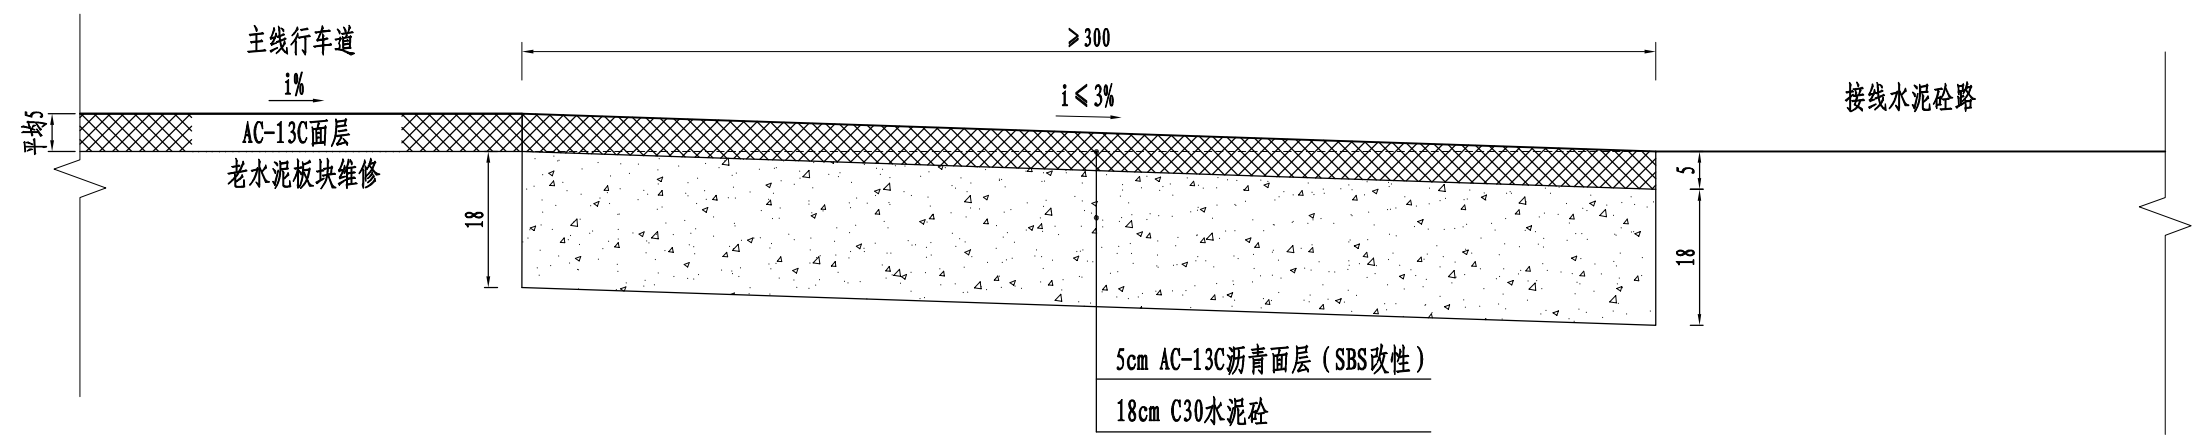 主线行车道
≥300
i%
i≤3%
接线水泥砼路
平均5
AC-13C面层
老水泥板块维修
5
18
18
5cm AC-13C沥青面层（SBS改性）
18cm C30水泥砼